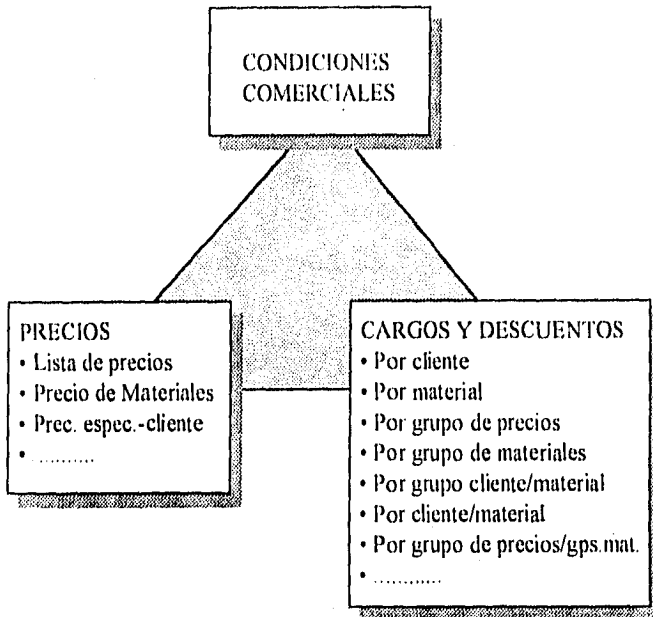 CONDICIONES
COMERCIALES
PRECIOS
• Lista de precios
• Precio de Materiales
• Prec. espec.-cliente
• ...........
CARGOS Y DESCUENTOS
• Por cliente
• Por material
• Por grupo de precios
• Por grupo de materiales
• Por grupo cliente/material
• Por cliente/material
• Por grupo de precios/gps.mat.
• ............